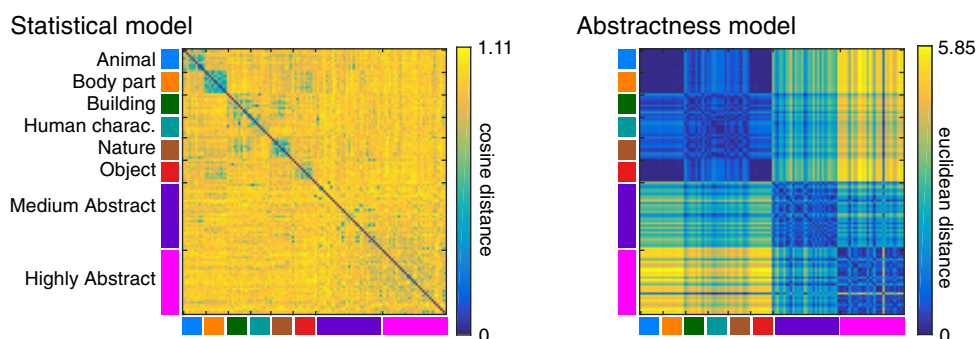 Statistical model
Abstractness model
1.11
5.85
Animal
Body part
Building
Human charac.
Nature
Object
Medium Abstract
Highly Abstract
cosine distance
euclidean distance
0
0